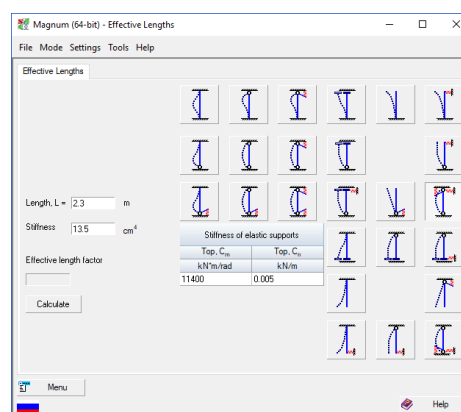 Magnum (64-bit) - Effective Lengths
File Mode Settings Tools Help
Effective Lengths
Length, L = 2.3 m
Stiffness 13.5 cm⁴
Effective length factor
Calculate
Stiffness of elastic supports
Top, Cm Top, Cn
kN*m/rad kN/m
11400 0.005
Menu
Help